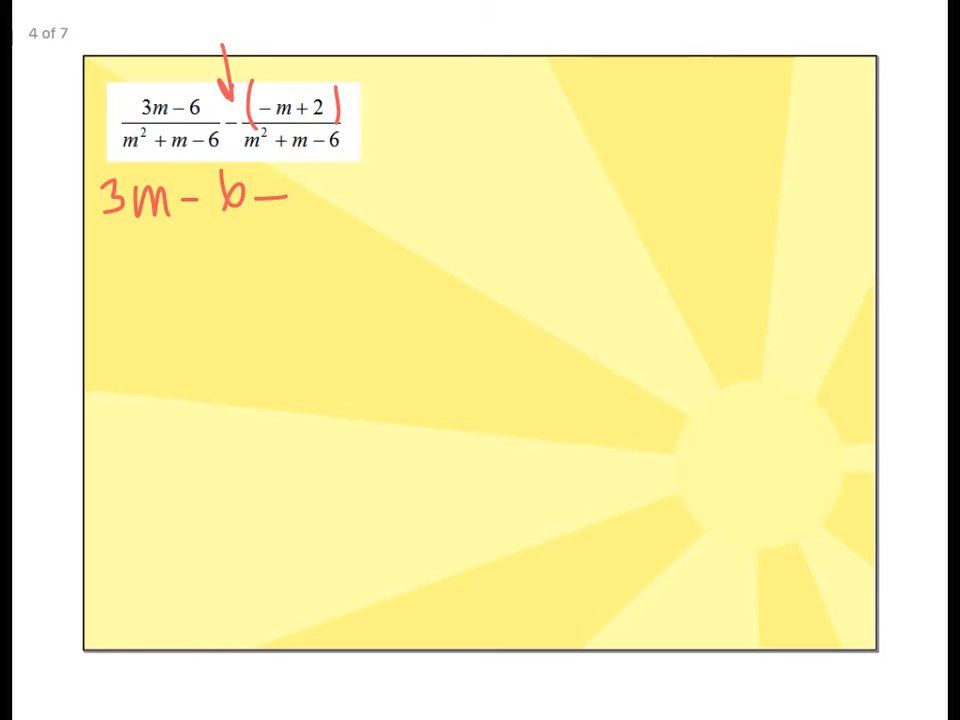 4 of 7
3m − 6 / m² + m − 6 − (−m + 2) / m² + m − 6
3m − 6 −